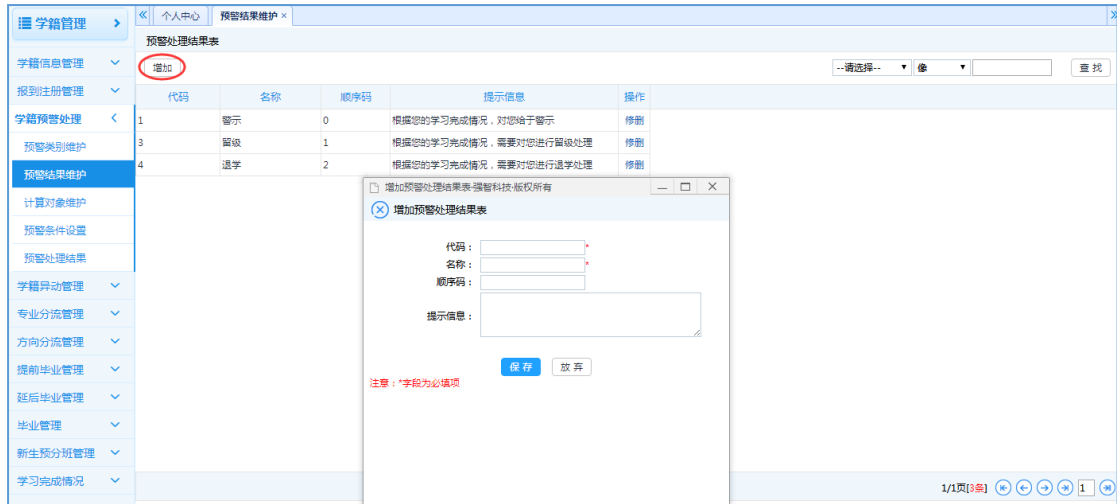 学籍管理
个人中心 预警结果维护 ×
预警处理结果表
增加 --请选择-- 像 查 找
代码 名称 顺序码 提示信息 操作
1 警示 0 根据您的学习完成情况，对您给于警示 修删
3 留级 1 根据您的学习完成情况，需要对您进行留级处理 修删
4 退学 2 根据您的学习完成情况，需要对您进行退学处理 修删
学籍信息管理
报到注册管理
学籍预警处理
预警类别维护
预警结果维护
计算对象维护
预警条件设置
预警处理结果
学籍异动管理
专业分流管理
方向分流管理
提前毕业管理
延后毕业管理
毕业管理
新生预分班管理
学习完成情况
增加预警处理结果表-强智科技·版权所有
增加预警处理结果表
代码： *
名称： *
顺序码：
提示信息：
保 存 放 弃
注意：*字段为必填项
1/1页[3条] 1